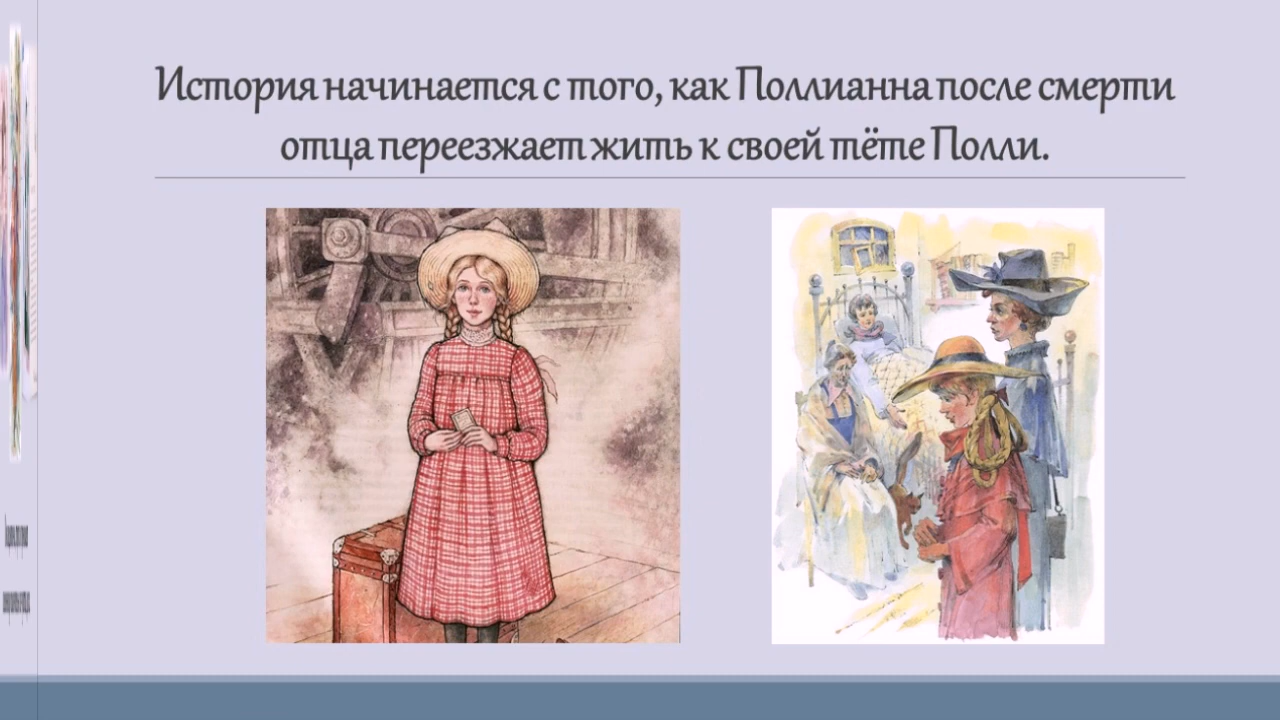 История начинается с того, как Поллианна после смерти
отца переезжает жить к своей тёте Полли.